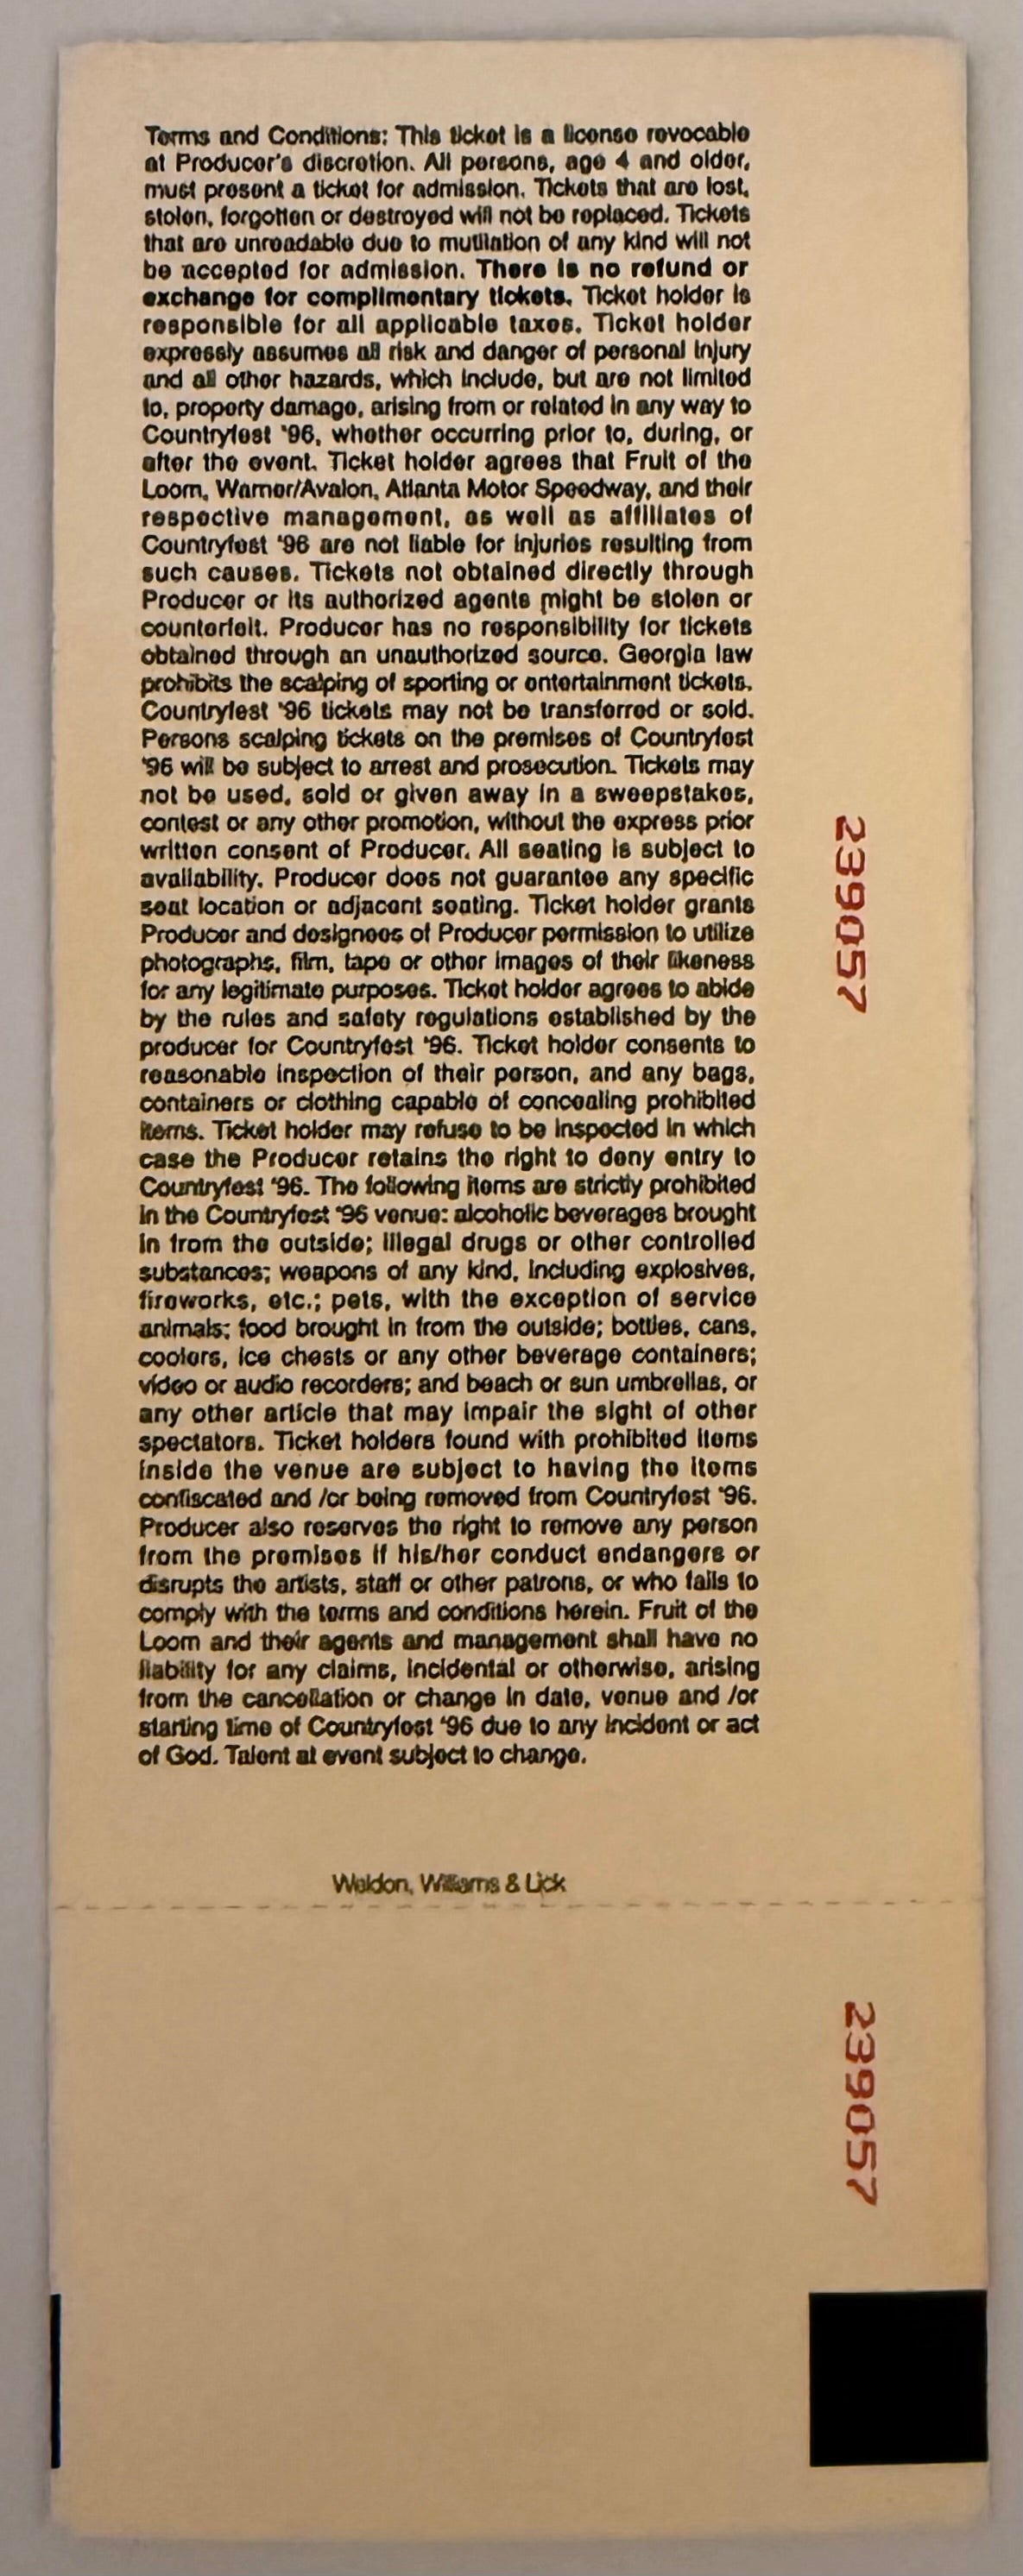 Terms and Conditions: This ticket is a license revocable
at Producer's discretion. All persons, age 4 and older,
must present a ticket for admission. Tickets that are lost,
stolen, forgotten or destroyed will not be replaced. Tickets
that are unreadable due to mutilation of any kind will not
be accepted for admission. There is no refund or
exchange for complimentary tickets. Ticket holder is
responsible for all applicable taxes. Ticket holder
expressly assumes all risk and danger of personal injury
and all other hazards, which include, but are not limited
to, property damage, arising from or related in any way to
Countryfest '96, whether occurring prior to, during, or
after the event. Ticket holder agrees that Fruit of the
Loom, Warner/Avalon, Atlanta Motor Speedway, and their
respective management, as well as affiliates of
Countryfest '96 are not liable for injuries resulting from
such causes. Tickets not obtained directly through
Producer or its authorized agents might be stolen or
counterfeit. Producer has no responsibility for tickets
obtained through an unauthorized source. Georgia law
prohibits the scalping of sporting or entertainment tickets.
Countryfest '96 tickets may not be transferred or sold.
Persons scalping tickets on the premises of Countryfest
'96 will be subject to arrest and prosecution. Tickets may
not be used, sold or given away in a sweepstakes,
contest or any other promotion, without the express prior
written consent of Producer. All seating is subject to
availability. Producer does not guarantee any specific
seat location or adjacent seating. Ticket holder grants
Producer and designees of Producer permission to utilize
photographs, film, tape or other images of their likeness
for any legitimate purposes. Ticket holder agrees to abide
by the rules and safety regulations established by the
producer for Countryfest '96. Ticket holder consents to
reasonable inspection of their person, and any bags,
containers or clothing capable of concealing prohibited
items. Ticket holder may refuse to be inspected in which
case the Producer retains the right to deny entry to
Countryfest '96. The following items are strictly prohibited
in the Countryfest '96 venue: alcoholic beverages brought
in from the outside; illegal drugs or other controlled
substances; weapons of any kind, including explosives,
fireworks, etc.; pets, with the exception of service
animals; food brought in from the outside; bottles, cans,
coolers, ice chests or any other beverage containers;
video or audio recorders; and beach or sun umbrellas, or
any other article that may impair the sight of other
spectators. Ticket holders found with prohibited items
inside the venue are subject to having the items
confiscated and /or being removed from Countryfest '96.
Producer also reserves the right to remove any person
from the premises if his/her conduct endangers or
disrupts the artists, staff or other patrons, or who fails to
comply with the terms and conditions herein. Fruit of the
Loom and their agents and management shall have no
liability for any claims, incidental or otherwise, arising
from the cancellation or change in date, venue and /or
starting time of Countryfest '96 due to any incident or act
of God. Talent at event subject to change.
239057
Weldon, Williams & Lick
239057